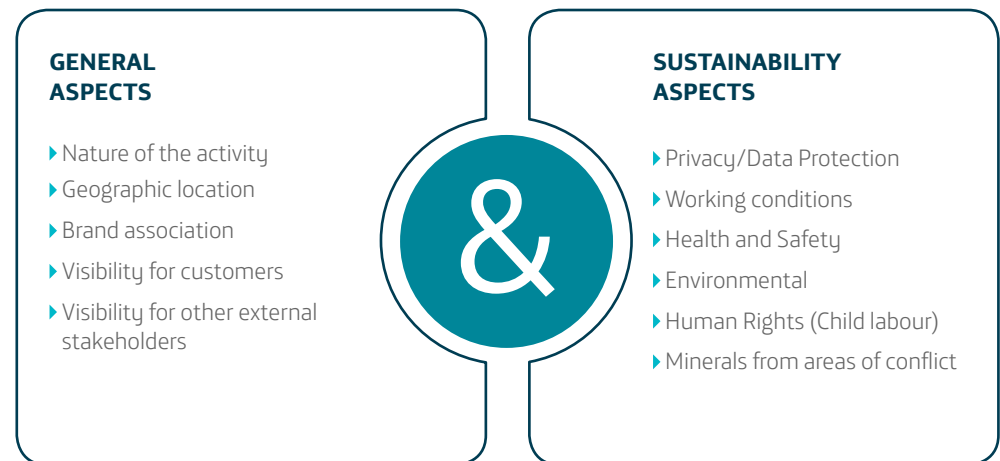 GENERAL
ASPECTS
Nature of the activity
Geographic location
Brand association
Visibility for customers
Visibility for other external
stakeholders
&
SUSTAINABILITY
ASPECTS
Privacy/Data Protection
Working conditions
Health and Safety
Environmental
Human Rights (Child labour)
Minerals from areas of conflict